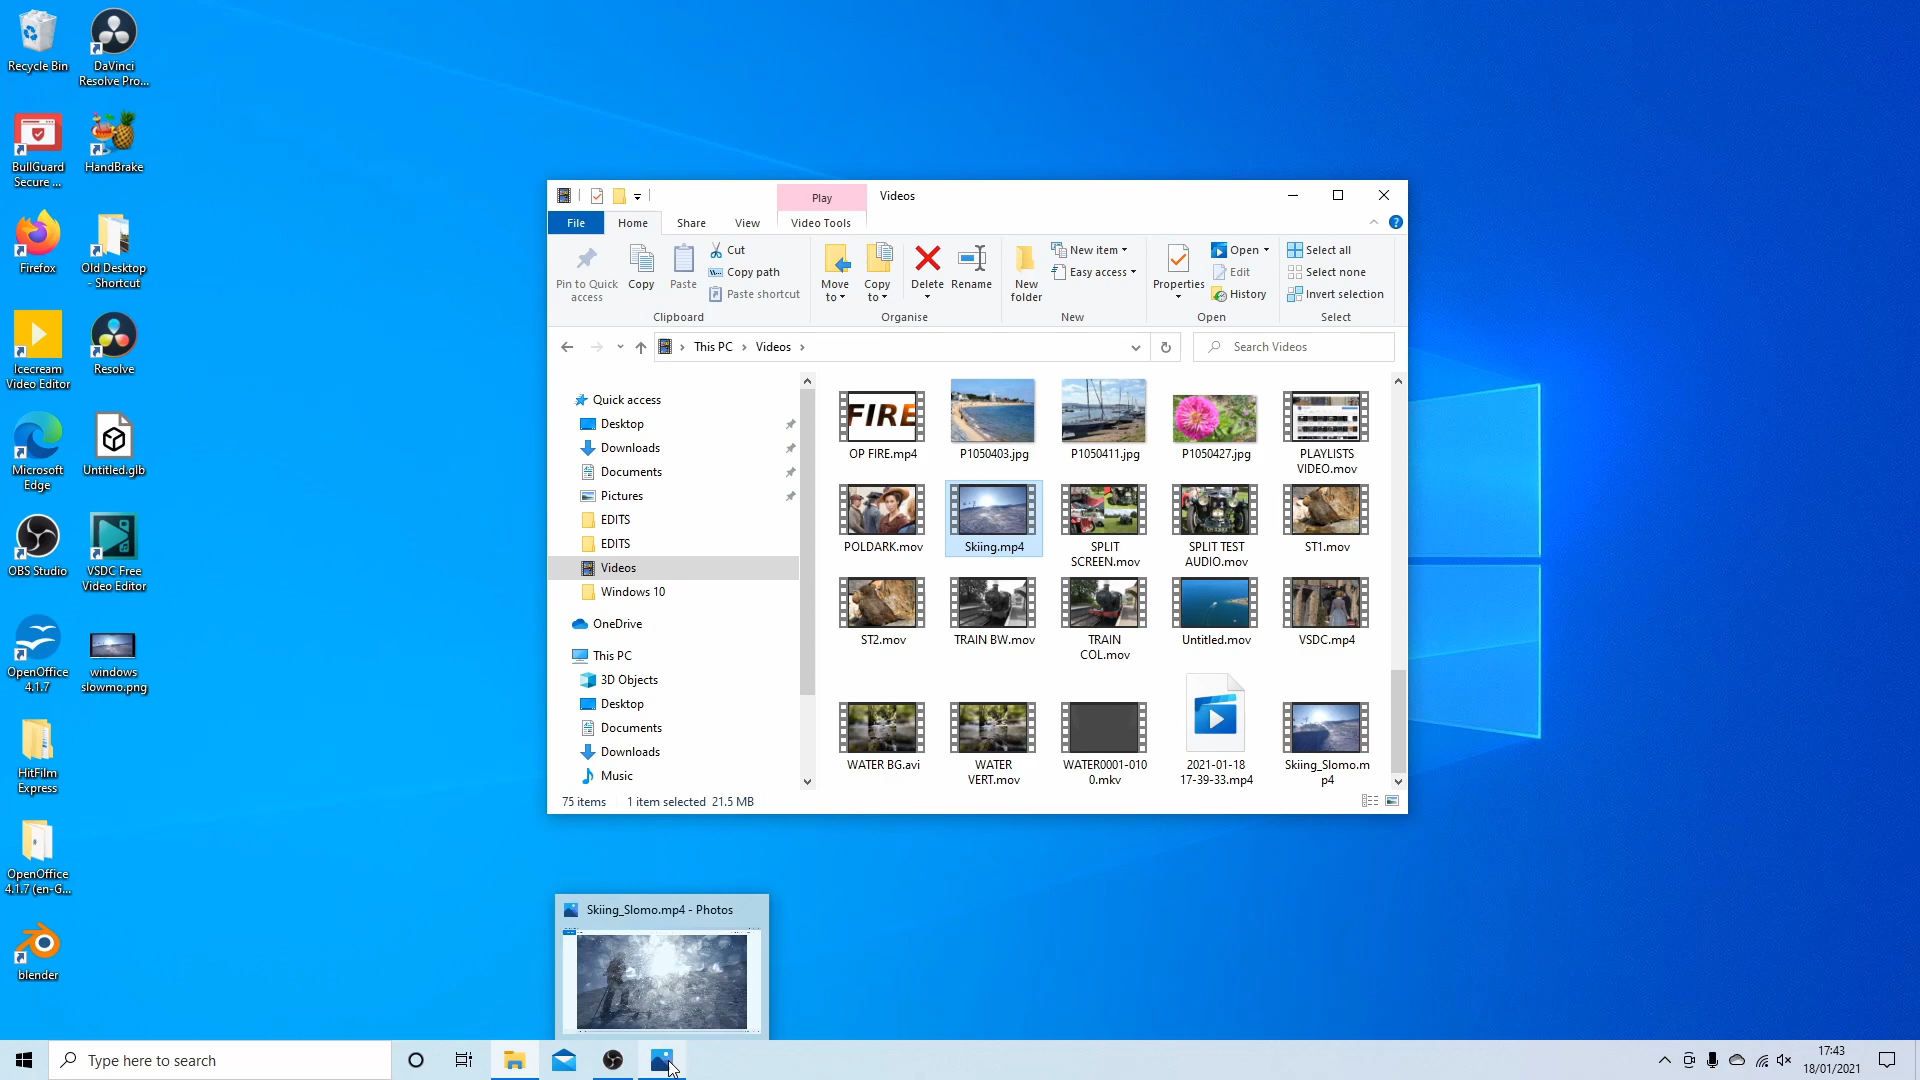 Recycle Bin
DaVinci
Resolve Pro...
BullGuard
Secure ...
HandBrake
Firefox
Old Desktop
- Shortcut
Icecream
Video Editor
Resolve
Microsoft
Edge
Untitled.glb
OBS Studio
VSDC Free
Video Editor
OpenOffice
4.1.7
windows
slowmo.png
HitFilm
Express
OpenOffice
4.1.7 (en-G...
blender
Play
Videos
File
Home
Share
View
Video Tools
Pin to Quick
access
Copy
Paste
Cut
Copy path
Paste shortcut
Clipboard
Move
to
Copy
to
Delete
Rename
Organise
New
folder
New item
Easy access
New
Properties
Open
Edit
History
Open
Select all
Select none
Invert selection
Select
This PC
Videos
Search Videos
Quick access
Desktop
Downloads
Documents
Pictures
EDITS
EDITS
Videos
Windows 10
OneDrive
This PC
3D Objects
Desktop
Documents
Downloads
Music
FIRE
OP FIRE.mp4
P1050403.jpg
P1050411.jpg
P1050427.jpg
PLAYLISTS
VIDEO.mov
POLDARK.mov
Skiing.mp4
SPLIT
SCREEN.mov
SPLIT TEST
AUDIO.mov
ST1.mov
ST2.mov
TRAIN BW.mov
TRAIN
COL.mov
Untitled.mov
VSDC.mp4
WATER BG.avi
WATER
VERT.mov
WATER0001-010
0.mkv
2021-01-18
17-39-33.mp4
Skiing_Slomo.m
p4
75 items
1 item selected 21.5 MB
Skiing_Slomo.mp4 - Photos
Type here to search
17:43
18/01/2021